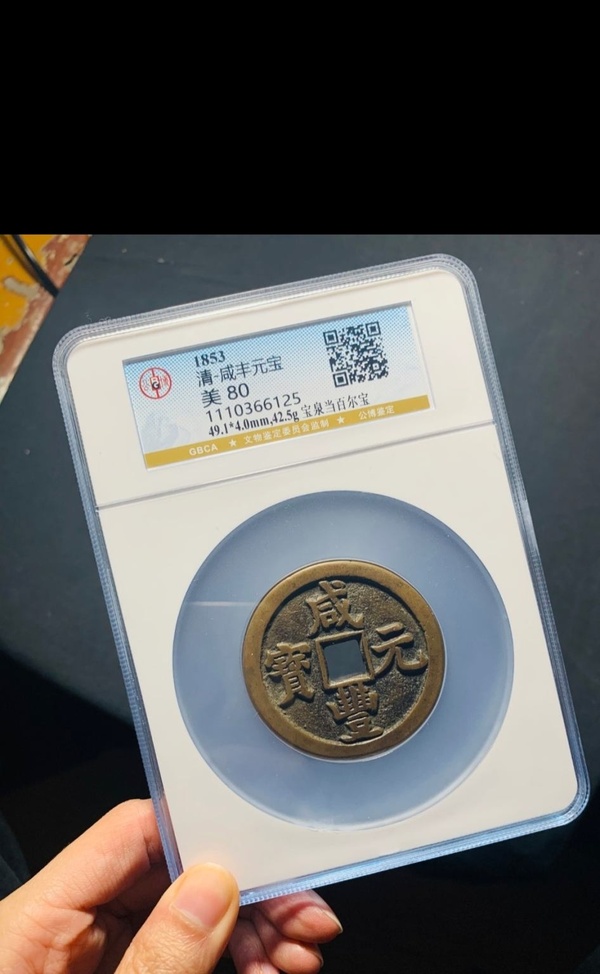 1853
清-咸丰元宝
美 80
1110366125
49.1*4.0mm,42.5g 宝泉当百尔宝
GBCA ★ 文物鉴定委员会监制 ★ 公博鉴定
咸
元
寶
豐